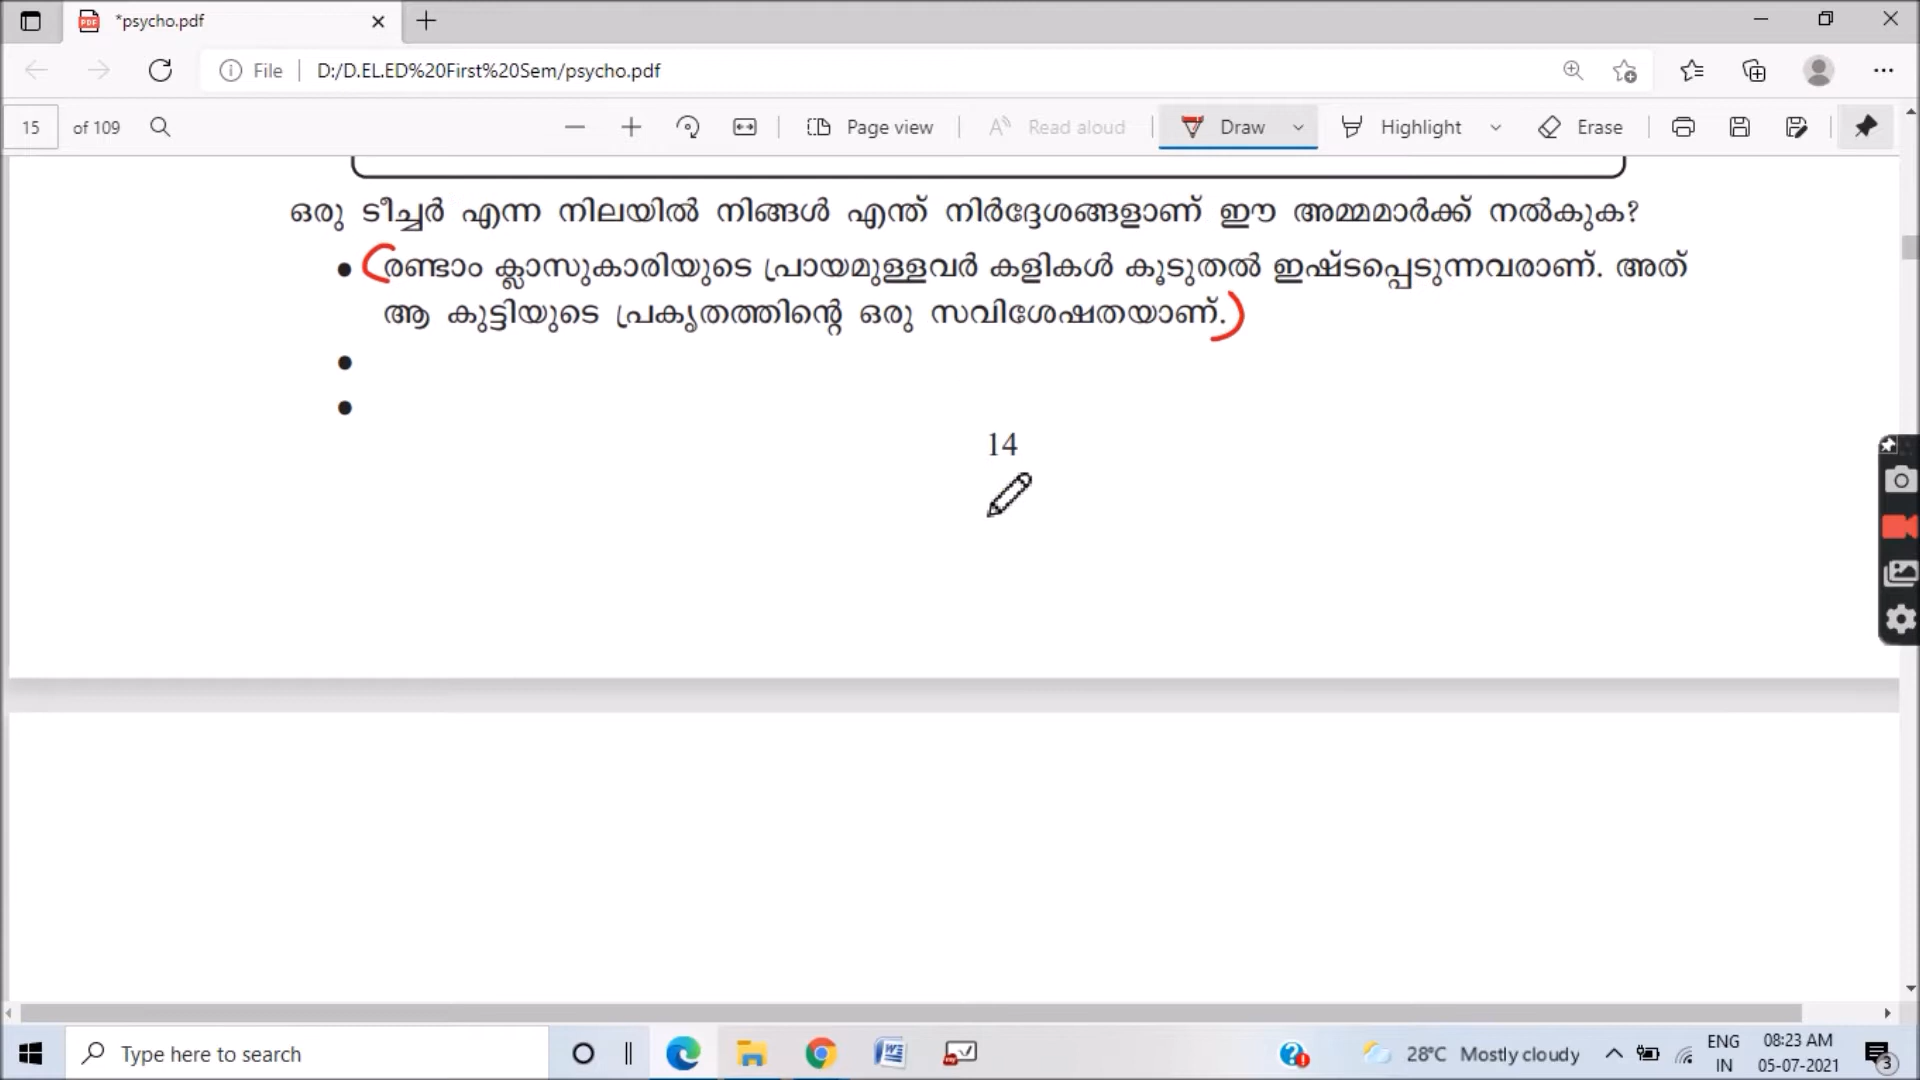 *psycho.pdf
File
D:/D.EL.ED%20First%20Sem/psycho.pdf
15 of 109
Page view
Read aloud
Draw
Highlight
Erase
ഒരു ടീച്ചർ എന്ന നിലയിൽ നിങ്ങൾ എന്ത് നിർദ്ദേശങ്ങളാണ് ഈ അമ്മമാർക്ക് നൽകുക?
• രണ്ടാം ക്ലാസുകാരിയുടെ പ്രായമുള്ളവർ കളികൾ കൂടുതൽ ഇഷ്ടപ്പെടുന്നവരാണ്. അത്
ആ കുട്ടിയുടെ പ്രകൃതത്തിന്റെ ഒരു സവിശേഷതയാണ്.
•
•
14
Type here to search
28°C Mostly cloudy
ENG
IN
08:23 AM
05-07-2021
3